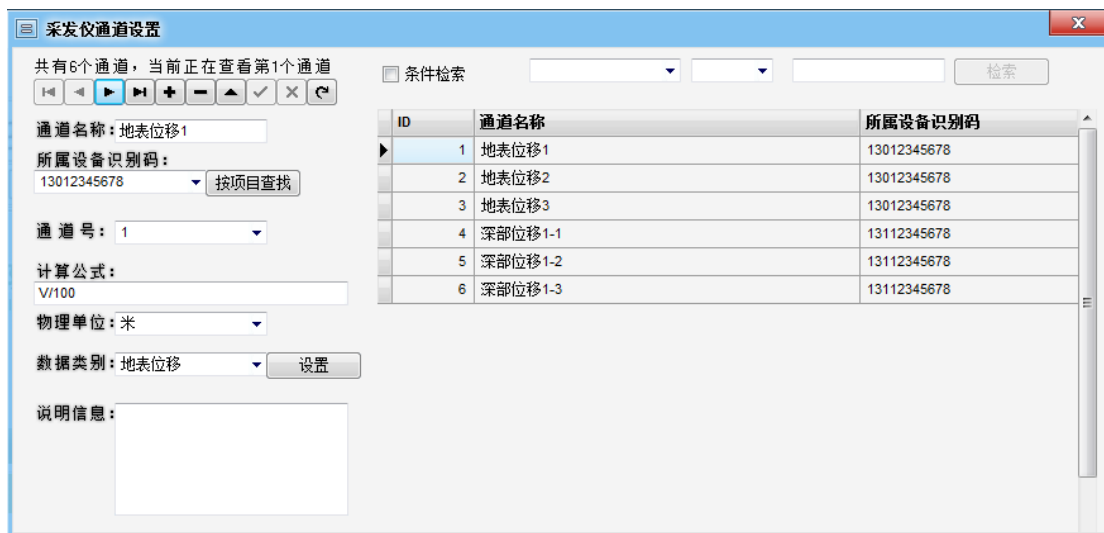 采发仪通道设置
共有6个通道，当前正在查看第1个通道
通道名称：地表位移1
所属设备识别码：
13012345678 按项目查找
通 道 号： 1
计算公式：
V/100
物理单位：米
数据类别：地表位移 设置
说明信息：
条件检索 检索
ID 通道名称 所属设备识别码
1 地表位移1 13012345678
2 地表位移2 13012345678
3 地表位移3 13012345678
4 深部位移1-1 13112345678
5 深部位移1-2 13112345678
6 深部位移1-3 13112345678